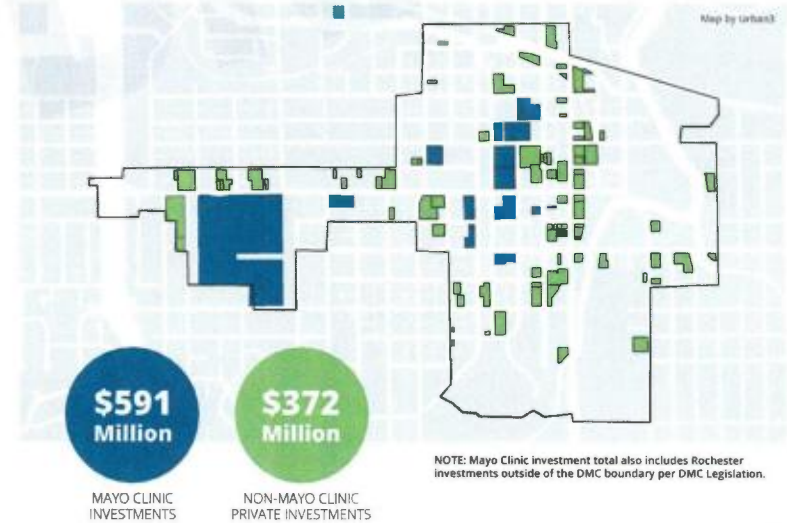 Map by Urban3
$591
Million
$372
Million
MAYO CLINIC
INVESTMENTS
NON-MAYO CLINIC
PRIVATE INVESTMENTS
NOTE: Mayo Clinic investment total also includes Rochester
investments outside of the DMC boundary per DMC Legislation.